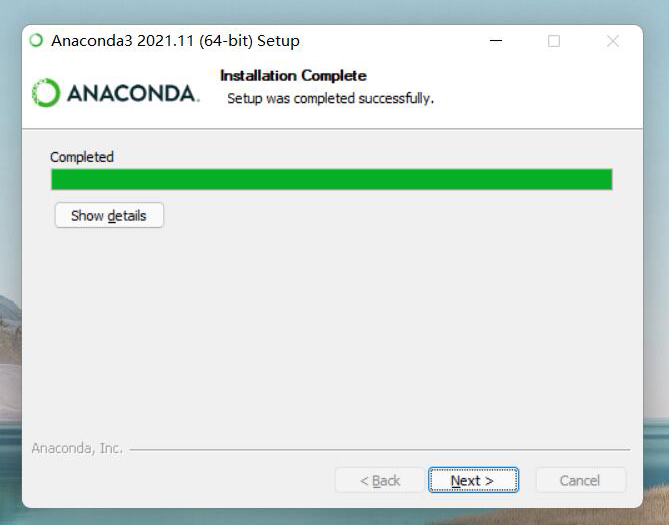 Anaconda3 2021.11 (64-bit) Setup
ANACONDA.
Installation Complete
Setup was completed successfully.
Completed
Show details
Anaconda, Inc.
< Back
Next >
Cancel